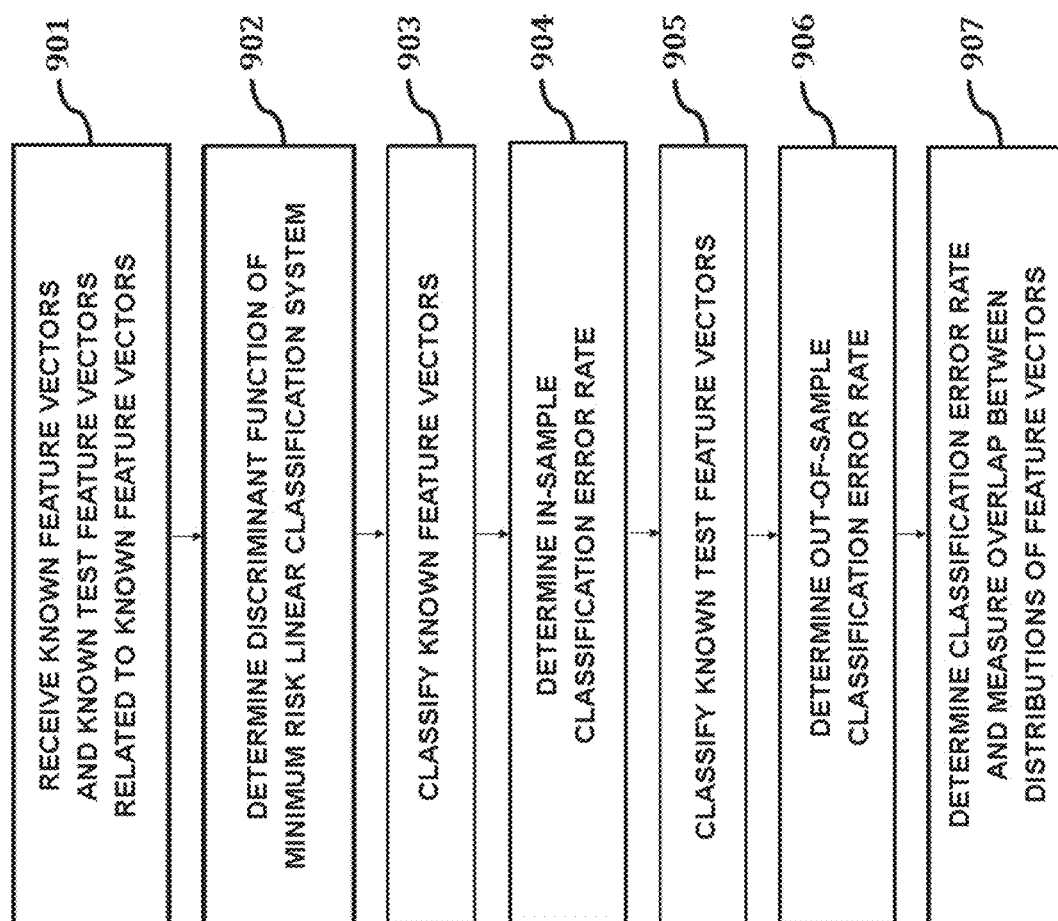 901
RECEIVE KNOWN FEATURE VECTORS
AND KNOWN TEST FEATURE VECTORS
RELATED TO KNOWN FEATURE VECTORS
902
DETERMINE DISCRIMINANT FUNCTION OF
MINIMUM RISK LINEAR CLASSIFICATION SYSTEM
903
CLASSIFY KNOWN FEATURE VECTORS
904
DETERMINE IN-SAMPLE
CLASSIFICATION ERROR RATE
905
CLASSIFY KNOWN TEST FEATURE VECTORS
906
DETERMINE OUT-OF-SAMPLE
CLASSIFICATION ERROR RATE
907
DETERMINE CLASSIFICATION ERROR RATE
AND MEASURE OVERLAP BETWEEN
DISTRIBUTIONS OF FEATURE VECTORS